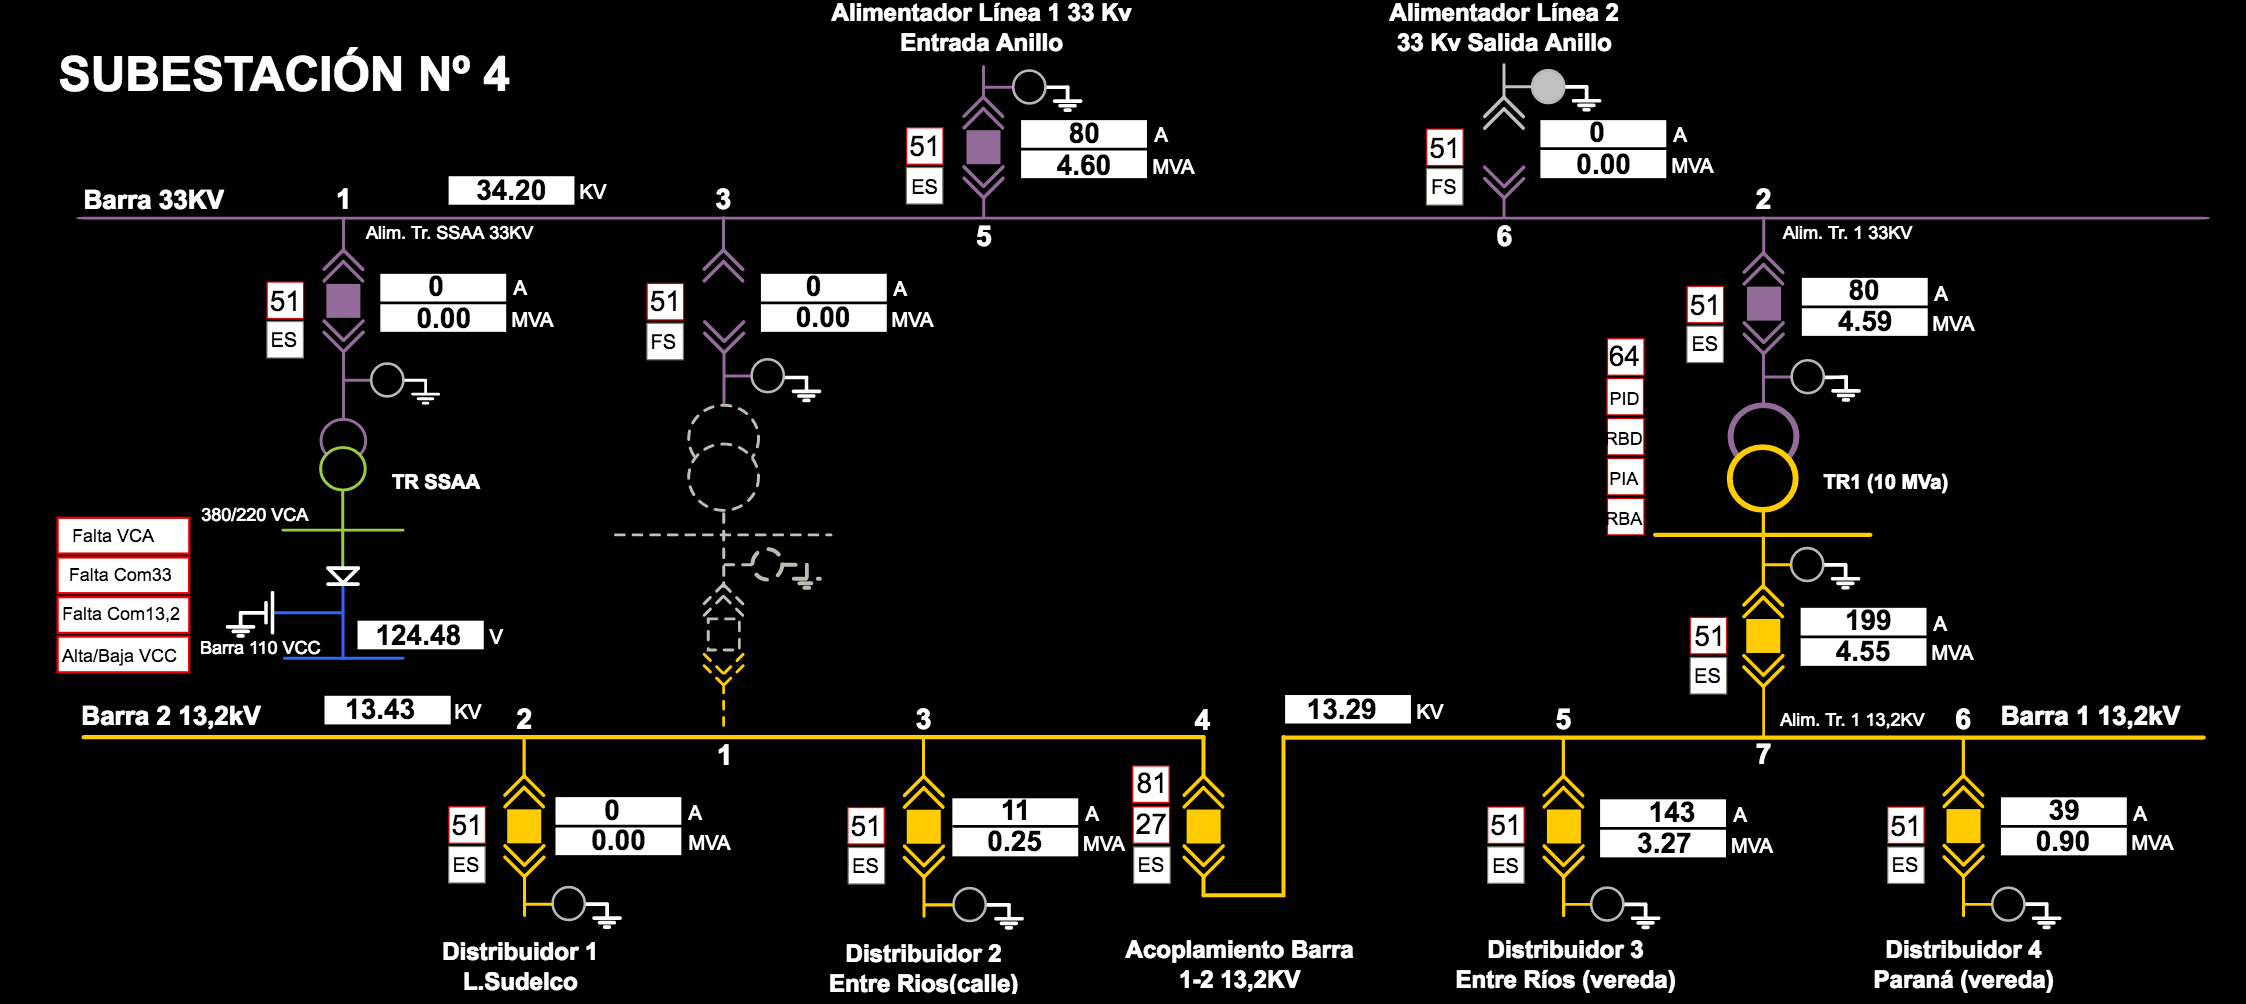 Alimentador Línea 1 33 Kv
Entrada Anillo
Alimentador Línea 2
33 Kv Salida Anillo
SUBESTACIÓN Nº 4
51
ES
80 A
4.60 MVA
51
FS
0 A
0.00 MVA
Barra 33KV
1
34.20 KV
3
5
6
2
Alim. Tr. SSAA 33KV
Alim. Tr. 1 33KV
51
ES
0 A
0.00 MVA
51
FS
0 A
0.00 MVA
51
ES
80 A
4.59 MVA
64
PID
RBD
PIA
RBA
TR SSAA
TR1 (10 MVa)
380/220 VCA
Falta VCA
Falta Com33
Falta Com13,2
Alta/Baja VCC
Barra 110 VCC
124.48 V
51
ES
199 A
4.55 MVA
Barra 2 13,2kV
13.43 KV
2
1
3
4
13.29 KV
5
Alim. Tr. 1 13,2KV
7
6
Barra 1 13,2kV
51
ES
0 A
0.00 MVA
51
ES
11 A
0.25 MVA
81
27
ES
51
ES
143 A
3.27 MVA
51
ES
39 A
0.90 MVA
Distribuidor 1
L.Sudelco
Distribuidor 2
Entre Rios(calle)
Acoplamiento Barra
1-2 13,2KV
Distribuidor 3
Entre Ríos (vereda)
Distribuidor 4
Paraná (vereda)